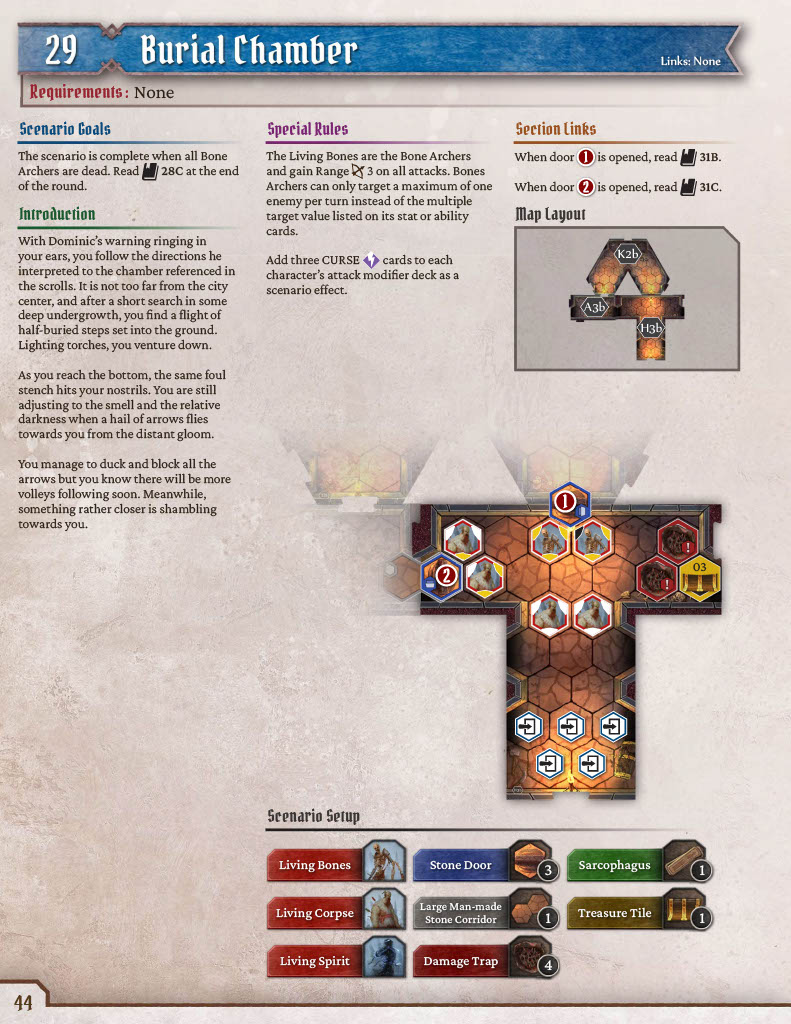 29
Burial Chamber
Links: None
Requirements: None
Scenario Goals
The scenario is complete when all Bone
Archers are dead. Read 28C at the end
of the round.
Introduction
With Dominic's warning ringing in
your ears, you follow the directions he
interpreted to the chamber referenced in
the scrolls. It is not too far from the city
center, and after a short search in some
deep undergrowth, you find a flight of
half-buried steps set into the ground.
Lighting torches, you venture down.
As you reach the bottom, the same foul
stench hits your nostrils. You are still
adjusting to the smell and the relative
darkness when a hail of arrows flies
towards you from the distant gloom.
You manage to duck and block all the
arrows but you know there will be more
volleys following soon. Meanwhile,
something rather closer is shambling
towards you.
Special Rules
The Living Bones are the Bone Archers
and gain Range 3 on all attacks. Bones
Archers can only target a maximum of one
enemy per turn instead of the multiple
target value listed on its stat or ability
cards.
Add three CURSE cards to each
character's attack modifier deck as a
scenario effect.
Section Links
When door 1 is opened, read 31B.
When door 2 is opened, read 31C.
Map Layout
K2b
A3b
H3b
1
2
!
!
03
Scenario Setup
Living Bones
Stone Door
3
Sarcophagus
1
Living Corpse
Large Man-made
Stone Corridor
1
Treasure Tile
1
Living Spirit
Damage Trap
4
44